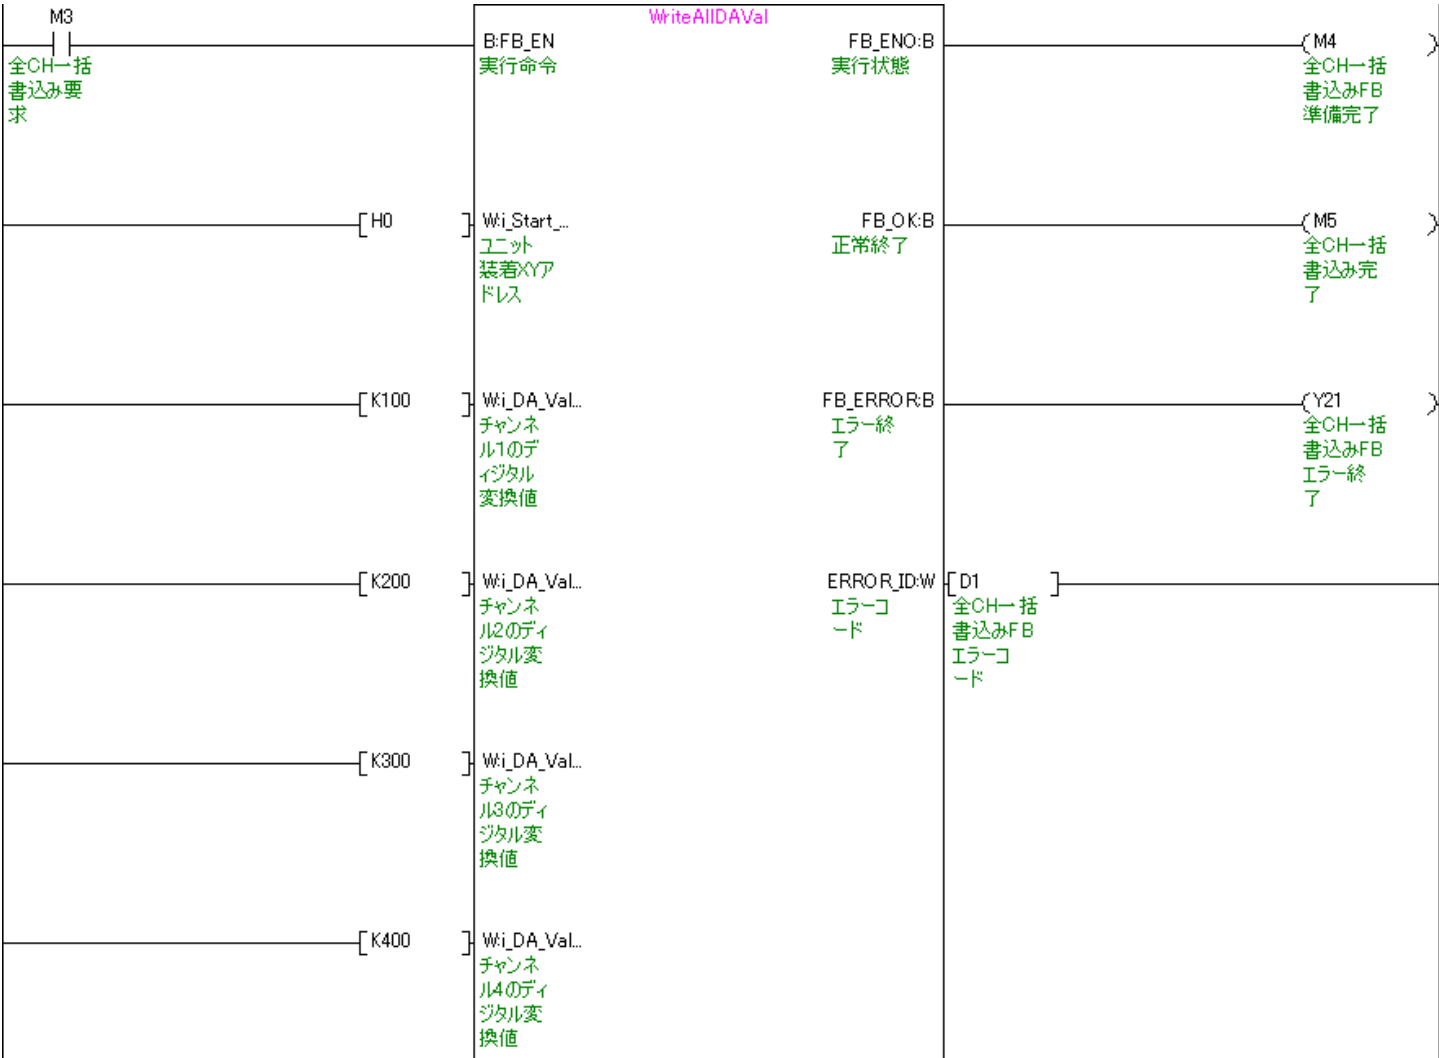 WriteAllDAVal
M3
全CH一括
書込み要
求
B:FB_EN
実行命令
FB_ENO:B
実行状態
M4
全CH一括
書込みFB
準備完了
H0
W:i_Start_...
ユニット
装着XYア
ドレス
FB_OK:B
正常終了
M5
全CH一括
書込み完
了
K100
W:i_DA_Val...
チャンネ
ル1のデ
ィジタル
変換値
FB_ERROR:B
エラー終
了
Y21
全CH一括
書込みFB
エラー終
了
K200
W:i_DA_Val...
チャンネ
ル2のディ
ジタル変
換値
ERROR_ID:W
エラーコ
ード
D1
全CH一括
書込みFB
エラーコ
ード
K300
W:i_DA_Val...
チャンネ
ル3のディ
ジタル変
換値
K400
W:i_DA_Val...
チャンネ
ル4のディ
ジタル変
換値